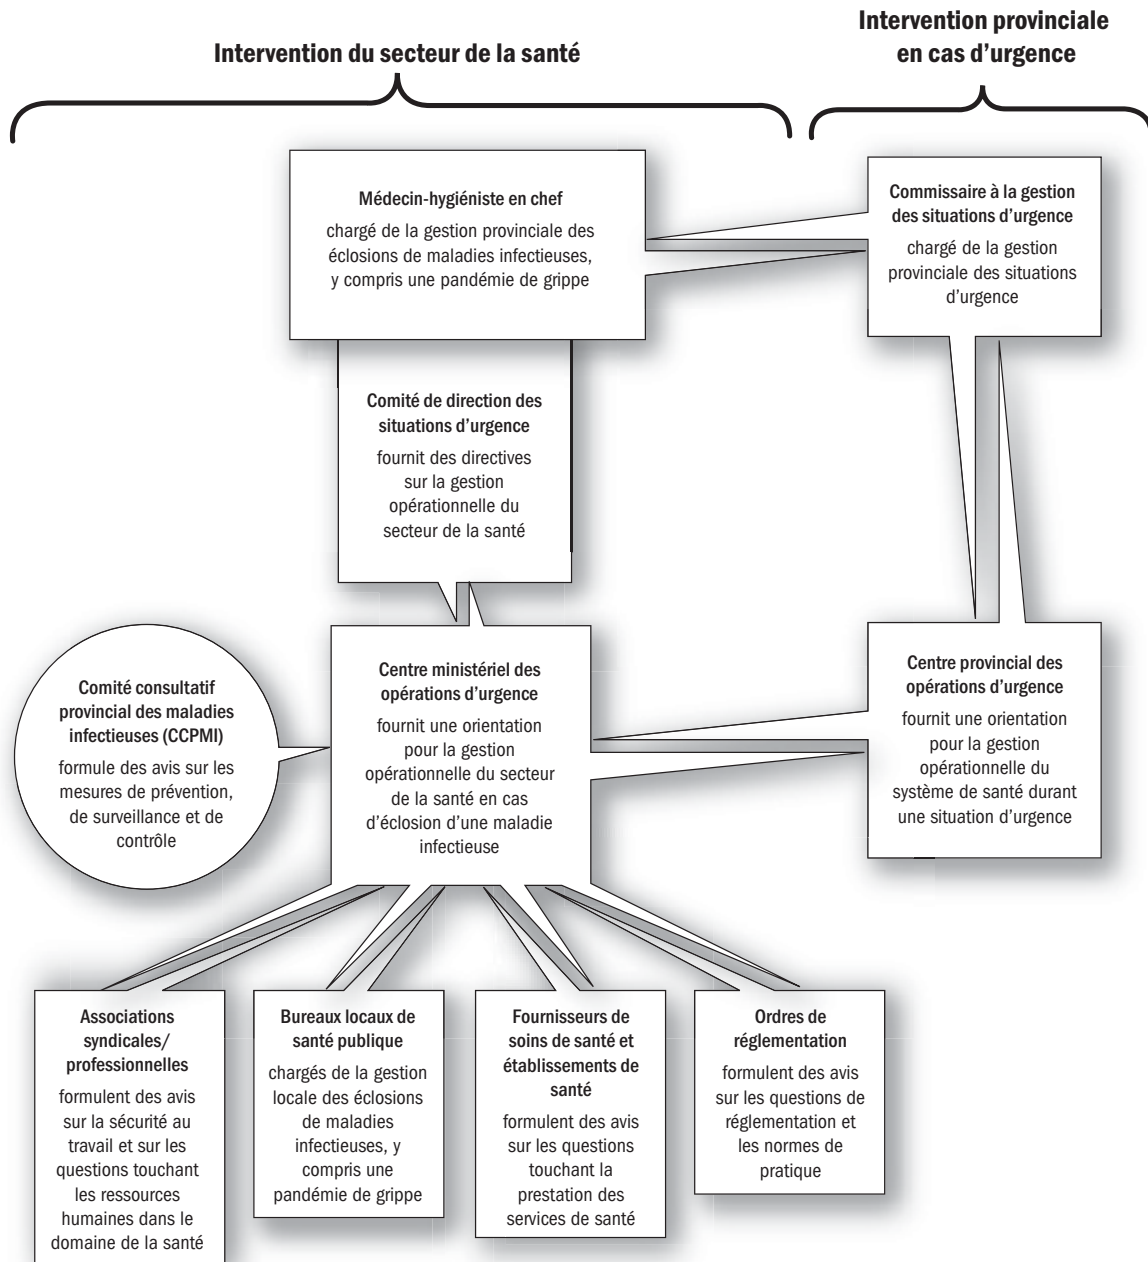 Intervention du secteur de la santé
Intervention provinciale
en cas d’urgence
Médecin-hygiéniste en chef
chargé de la gestion provinciale des
éclosions de maladies infectieuses,
y compris une pandémie de grippe
Commissaire à la gestion
des situations d’urgence
chargé de la gestion
provinciale des situations
d’urgence
Comité de direction des
situations d’urgence
fournit des directives
sur la gestion
opérationnelle du
secteur de la santé
Comité consultatif
provincial des maladies
infectieuses (CCPMI)
formule des avis sur les
mesures de prévention,
de surveillance et de
contrôle
Centre ministériel des
opérations d’urgence
fournit une orientation
pour la gestion
opérationnelle du secteur
de la santé en cas
d’éclosion d’une maladie
infectieuse
Centre provincial des
opérations d’urgence
fournit une orientation
pour la gestion
opérationnelle du
système de santé durant
une situation d’urgence
Associations
syndicales/
professionnelles
formulent des avis
sur la sécurité au
travail et sur les
questions touchant
les ressources
humaines dans le
domaine de la santé
Bureaux locaux de
santé publique
chargés de la gestion
locale des éclosions
de maladies
infectieuses, y
compris une
pandémie de grippe
Fournisseurs de
soins de santé et
établissements de
santé
formulent des avis
sur les questions
touchant la
prestation des
services de santé
Ordres de
réglementation
formulent des avis
sur les questions de
réglementation et
les normes de
pratique